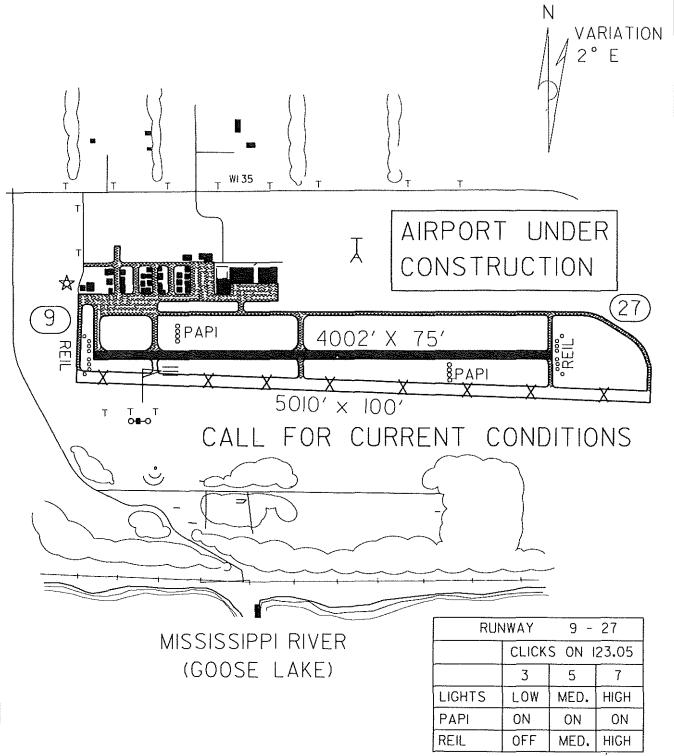 N
VARIATION
2° E
T T T T WI 35 T T T T
T
T
AIRPORT UNDER
CONSTRUCTION
9
27
REIL
PAPI
4002' X 75'
REIL
PAPI
X X X X X X X X X
5010' X 100'
T T T
CALL FOR CURRENT CONDITIONS
MISSISSIPPI RIVER
(GOOSE LAKE)
RUNWAY 9 - 27
CLICKS ON 123.05
3 5 7
LIGHTS LOW MED. HIGH
PAPI ON ON ON
REIL OFF MED. HIGH